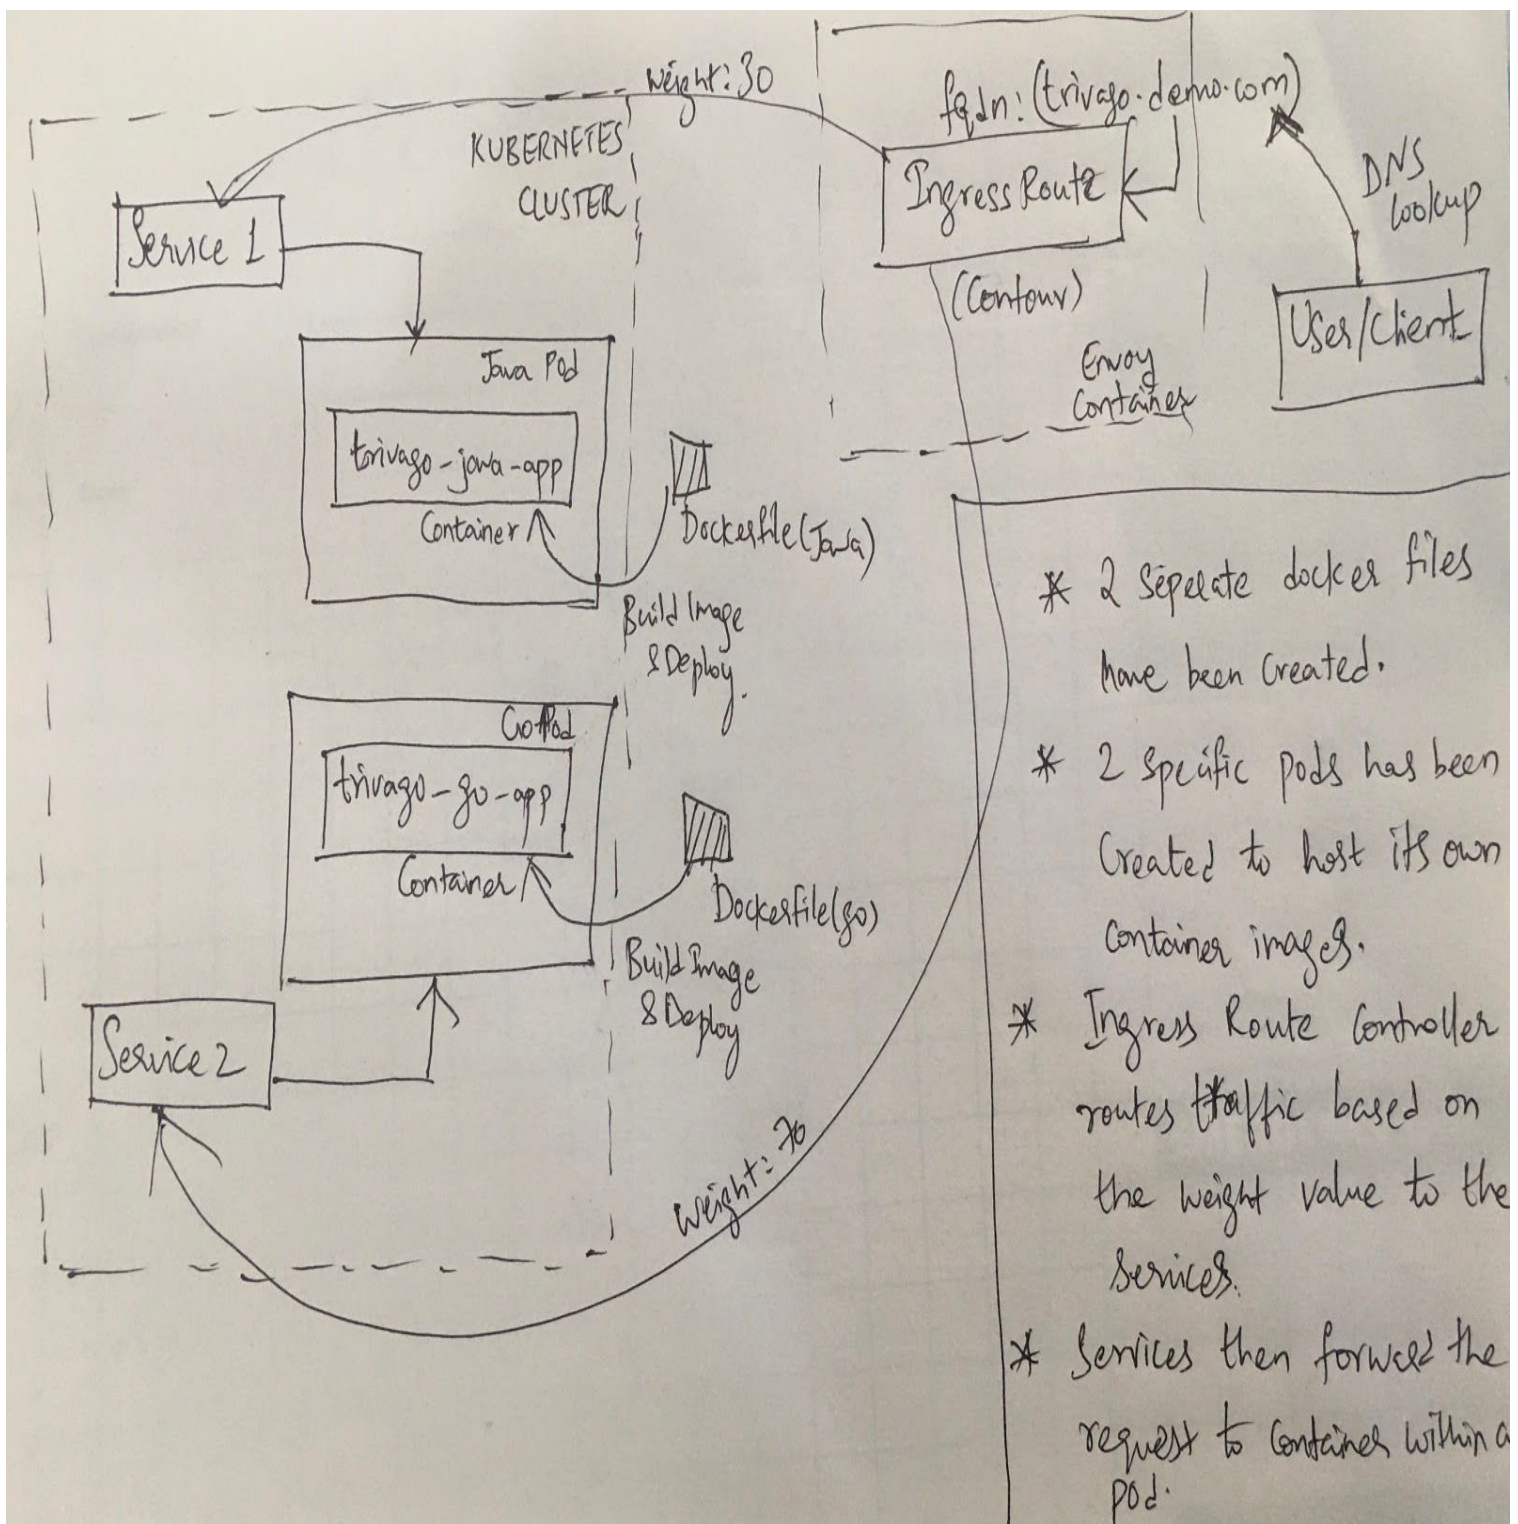 Weight: 30
fqdn: (trivago.demo.com)
KUBERNETES
CLUSTER
Ingress Route
DNS
Lookup
Service 1
(Contour)
User/Client
Envoy
Container
Java Pod
trivago-java-app
Container
Dockerfile (Java)
Build Image
& Deploy.
Go Pod
trivago-go-app
Container
Dockerfile (go)
Build Image
& Deploy
Service 2
Weight: 70
* 2 Seperate docker files
have been Created.
* 2 Specific pods has been
Created to host its own
Container images.
* Ingress Route Controller
routes traffic based on
the weight value to the
Services.
* Services then forward the
request to Container within a
pod.